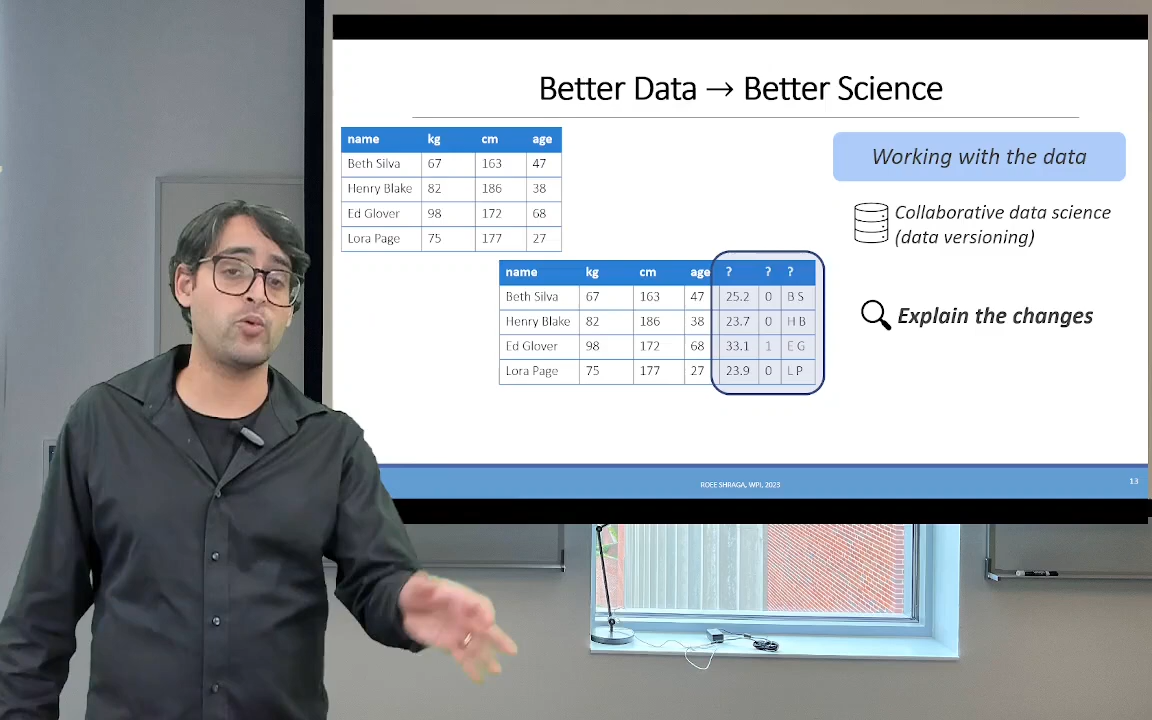 Better Data → Better Science
name kg cm age
Beth Silva 67 163 47
Henry Blake 82 186 38
Ed Glover 98 172 68
Lora Page 75 177 27
name kg cm age ? ? ?
Beth Silva 67 163 47 25.2 0 B S
Henry Blake 82 186 38 23.7 0 H B
Ed Glover 98 172 68 33.1 1 E G
Lora Page 75 177 27 23.9 0 L P
Working with the data
Collaborative data science
(data versioning)
Explain the changes
ROEE SHRAGA, WPI, 2023
13